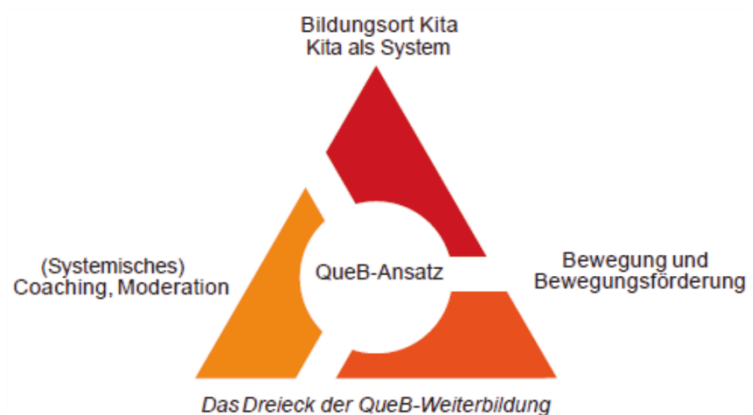 Bildungsort Kita
Kita als System
(Systemisches)
Coaching, Moderation
QueB-Ansatz
Bewegung und
Bewegungsförderung
Das Dreieck der QueB-Weiterbildung